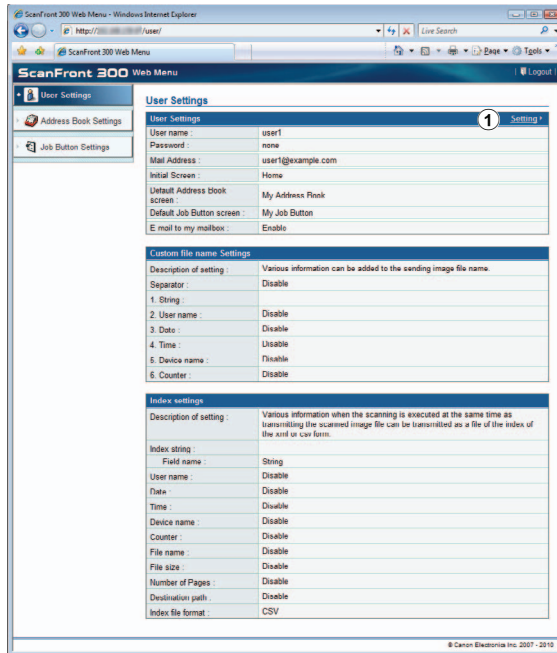 ScanFront 300 Web Menu - Windows Internet Explorer
http:// /user/
Live Search
ScanFront 300 Web Menu
Page
Tools
ScanFront 300 Web Menu
Logout
User Settings
Address Book Settings
Job Button Settings
User Settings
User Settings
1
Setting
User name : user1
Password : none
Mail Address : user1@example.com
Initial Screen : Home
Default Address Book screen : My Address Book
Default Job Button screen : My Job Button
E mail to my mailbox : Enable
Custom file name Settings
Description of setting : Various information can be added to the sending image file name.
Separator : Disable
1. String :
2. User name : Disable
3. Date : Disable
4. Time : Disable
5. Device name : Disable
6. Counter : Disable
Index settings
Description of setting : Various information when the scanning is executed at the same time as
transmitting the scanned image file can be transmitted as a file of the index of
the xml or csv form.
Index string :
Field name : String
User name : Disable
Date : Disable
Time : Disable
Device name : Disable
Counter : Disable
File name : Disable
File size : Disable
Number of Pages : Disable
Destination path : Disable
Index file format : CSV
© Canon Electronics Inc. 2007 - 2010